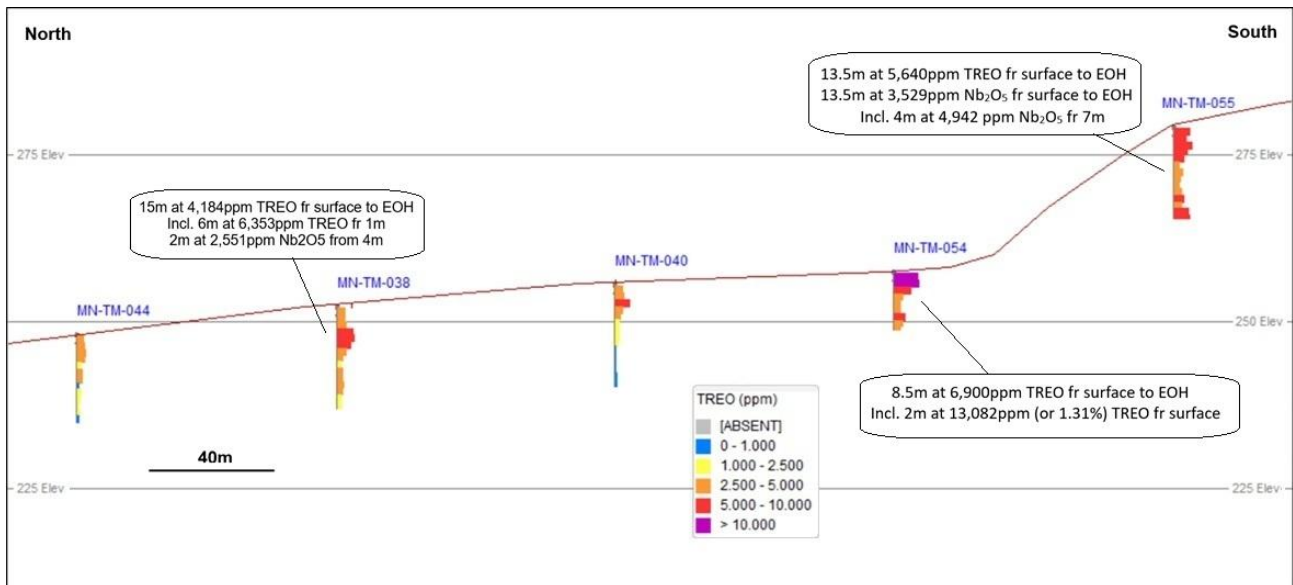 North
South
13.5m at 5,640ppm TREO fr surface to EOH
13.5m at 3,529ppm Nb₂O₅ fr surface to EOH
Incl. 4m at 4,942 ppm Nb₂O₅ fr 7m
MN-TM-055
275 Elev
275 Elev
15m at 4,184ppm TREO fr surface to EOH
Incl. 6m at 6,353ppm TREO fr 1m
2m at 2,551ppm Nb2O5 from 4m
MN-TM-054
MN-TM-040
MN-TM-038
MN-TM-044
250 Elev
250 Elev
8.5m at 6,900ppm TREO fr surface to EOH
Incl. 2m at 13,082ppm (or 1.31%) TREO fr surface
TREO (ppm)
[ABSENT]
0 - 1.000
1.000 - 2.500
2.500 - 5.000
5.000 - 10.000
> 10.000
40m
225 Elev
225 Elev